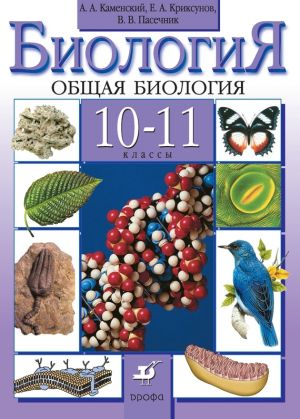 А. А. Каменский, Е. А. Криксунов,
В. В. Пасечник
БИОЛОГИЯ
ОБЩАЯ БИОЛОГИЯ
10-11
классы
дрофа